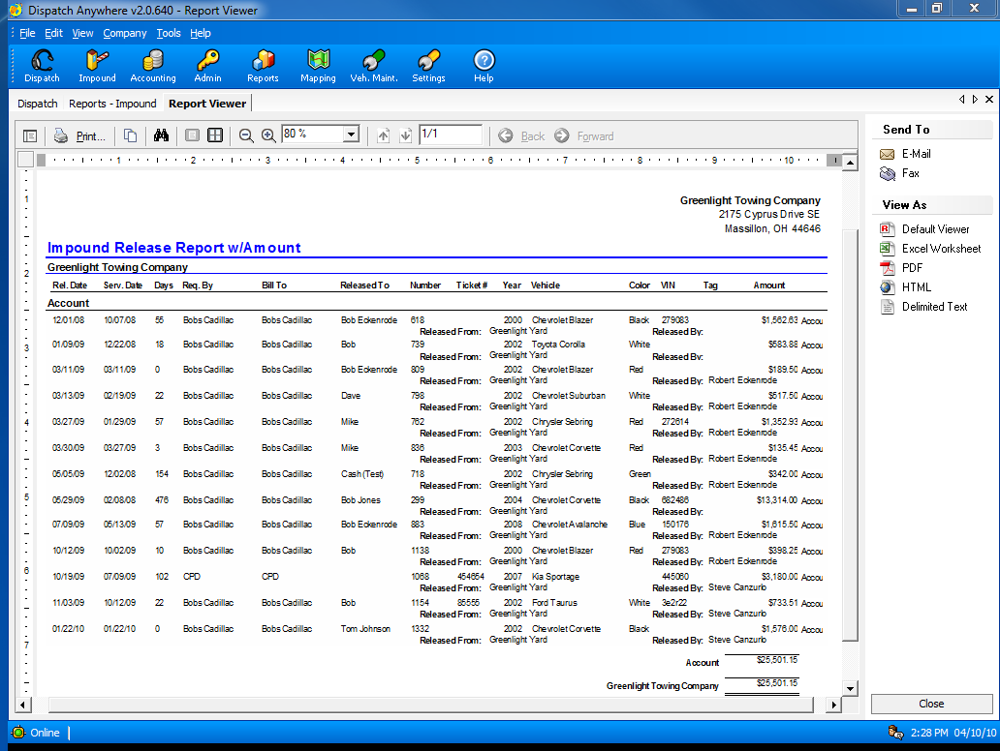 Dispatch Anywhere v2.0.640 - Report Viewer
File Edit View Company Tools Help
Dispatch Impound Accounting Admin Reports Mapping Veh. Maint. Settings Help
Dispatch Reports - Impound Report Viewer
Print... 80 % 1/1 Back Forward
1 2 3 4 5 6 7 8 9 10
Greenlight Towing Company
2175 Cyprus Drive SE
Massillon, OH 44646
Impound Release Report w/Amount
Greenlight Towing Company
Rel. Date Serv. Date Days Req. By Bill To Released To Number Ticket # Year Vehicle Color VIN Tag Amount
Account
12/01/08 10/07/08 55 Bobs Cadillac Bobs Cadillac Bob Eckenrode 618 2000 Chevrolet Blazer Black 279083 $1,562.63 Accou
Released From: Greenlight Yard Released By:
01/09/09 12/22/08 18 Bobs Cadillac Bobs Cadillac Bob 739 2002 Toyota Corolla White $583.88 Accou
Released From: Greenlight Yard Released By:
03/11/09 03/11/09 0 Bobs Cadillac Bobs Cadillac Bob Eckenrode 809 2002 Chevrolet Blazer Red $189.50 Accou
Released From: Greenlight Yard Released By: Robert Eckenrode
03/13/09 02/19/09 22 Bobs Cadillac Bobs Cadillac Dave 798 2002 Chevrolet Suburban White $517.50 Accou
Released From: Greenlight Yard Released By: Robert Eckenrode
03/27/09 01/29/09 57 Bobs Cadillac Bobs Cadillac Mike 762 2002 Chrysler Sebring Red 272614 $1,352.93 Accou
Released From: Greenlight Yard Released By: Robert Eckenrode
03/30/09 03/27/09 3 Bobs Cadillac Bobs Cadillac Mike 836 2003 Chevrolet Corvette Red $135.45 Accou
Released From: Greenlight Yard Released By: Robert Eckenrode
05/05/09 12/02/08 154 Bobs Cadillac Bobs Cadillac Cash (Test) 718 2002 Chrysler Sebring Green $342.00 Accou
Released From: Greenlight Yard Released By: Robert Eckenrode
05/29/09 02/08/08 476 Bobs Cadillac Bobs Cadillac Bob Jones 299 2004 Chevrolet Corvette Black 682486 $13,314.00 Accou
Released From: Greenlight Yard Released By:
07/09/09 05/13/09 57 Bobs Cadillac Bobs Cadillac Bob Eckenrode 883 2008 Chevrolet Avalanche Blue 150176 $1,615.50 Accou
Released From: Greenlight Yard Released By: Robert Eckenrode
10/12/09 10/02/09 10 Bobs Cadillac Bobs Cadillac Bob 1138 2000 Chevrolet Blazer Red 279083 $398.25 Accou
Released From: Greenlight Yard Released By: Robert Eckenrode
10/19/09 07/09/09 102 CPD CPD 1068 454654 2007 Kia Sportage 445060 $3,180.00 Accou
Released From: Greenlight Yard Released By: Steve Canzurlo
11/03/09 10/12/09 22 Bobs Cadillac Bobs Cadillac Bob 1154 85555 2002 Ford Taurus White 3e2r22 $733.51 Accou
Released From: Greenlight Yard Released By: Steve Canzurlo
01/22/10 01/22/10 0 Bobs Cadillac Bobs Cadillac Tom Johnson 1332 2002 Chevrolet Corvette Black $1,576.00 Accou
Released From: Greenlight Yard Released By: Steve Canzurlo
Account $25,501.15
Greenlight Towing Company $25,501.15
1
2
3
4
5
6
7
Send To
E-Mail
Fax
View As
Default Viewer
Excel Worksheet
PDF
HTML
Delimited Text
Close
Online 2:28 PM 04/10/10